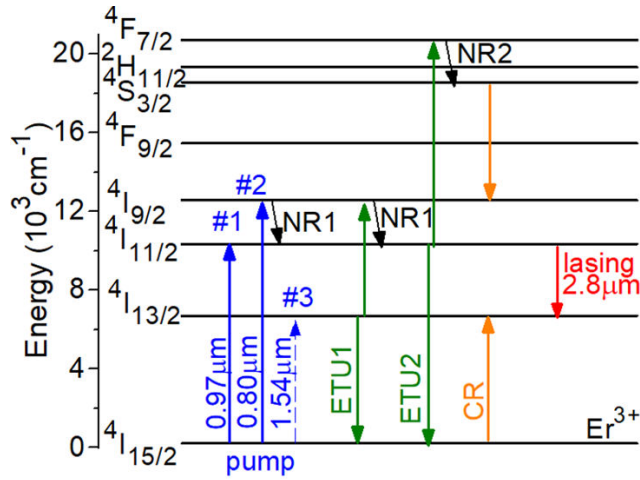 Energy (10³cm⁻¹)
20
16
12
8
4
0
⁴F₇/₂
²H₁₁/₂
⁴S₃/₂
⁴F₉/₂
⁴I₉/₂
⁴I₁₁/₂
⁴I₁₃/₂
⁴I₁₅/₂
NR2
#2
#1
NR1
NR1
#3
lasing
2.8μm
0.97μm
0.80μm
1.54μm
ETU1
ETU2
CR
Er³⁺
pump